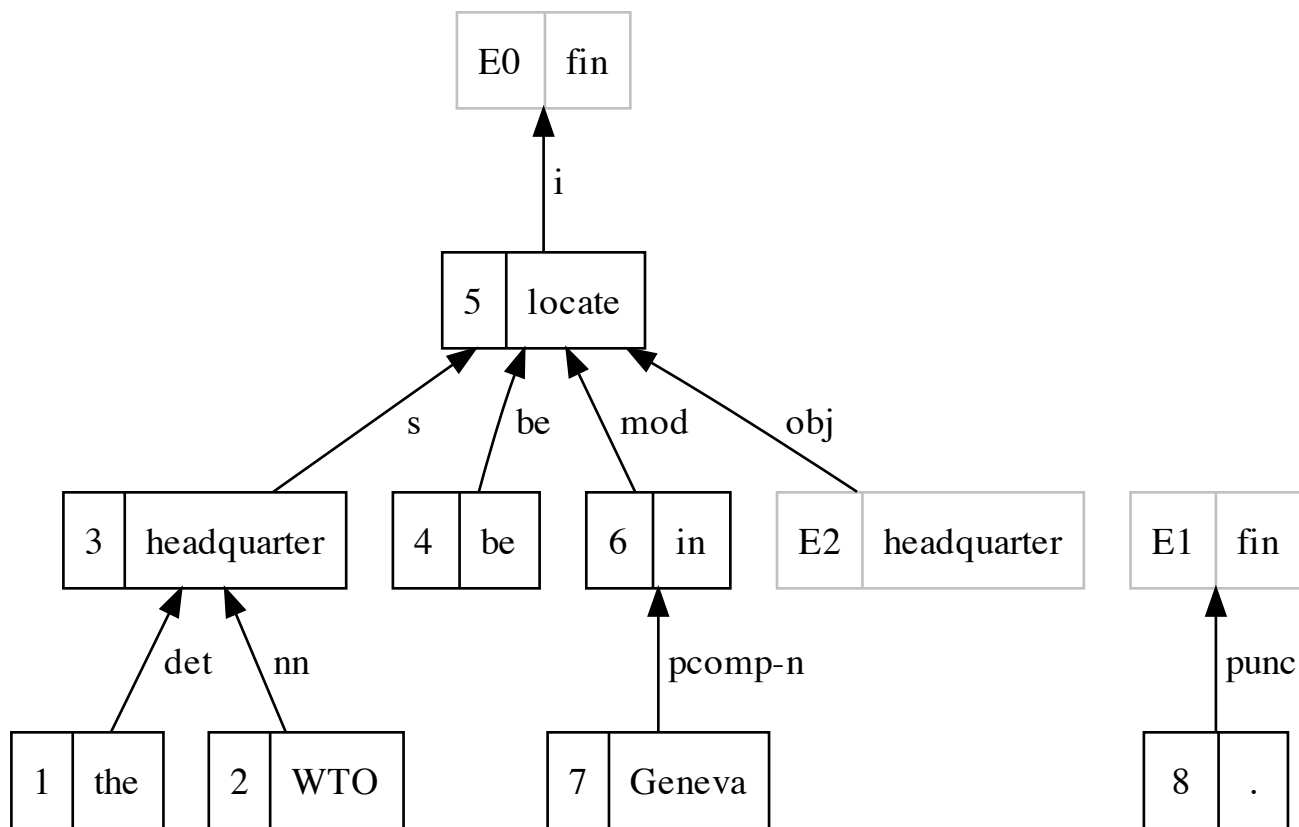 E0 fin
i
5 locate
s be mod obj
3 headquarter 4 be 6 in E2 headquarter E1 fin
det nn pcomp-n punc
1 the 2 WTO 7 Geneva 8 .